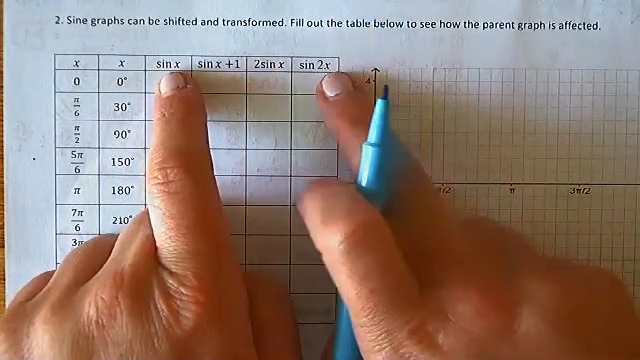 2. Sine graphs can be shifted and transformed. Fill out the table below to see how the parent graph is affected.
x x sin x sin x +1 2sin x sin 2x
0 0°
π/6 30°
π/2 90°
5π/6 150°
π 180°
7π/6 210°
3π
4
π/2 π 3π/2